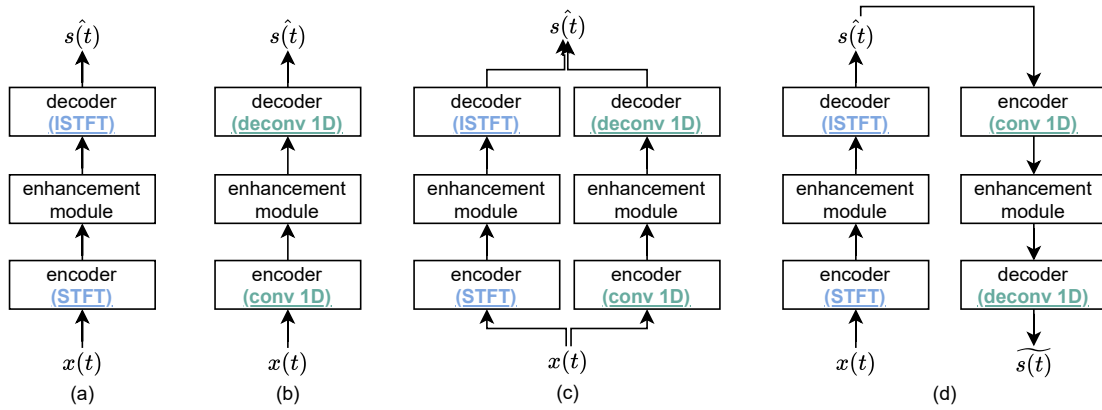 ŝ(t)
decoder
(ISTFT)
enhancement
module
encoder
(STFT)
x(t)
(a)
ŝ(t)
decoder
(deconv 1D)
enhancement
module
encoder
(conv 1D)
x(t)
(b)
ŝ(t)
decoder
(ISTFT)
enhancement
module
encoder
(STFT)
decoder
(deconv 1D)
enhancement
module
encoder
(conv 1D)
x(t)
(c)
ŝ(t)
decoder
(ISTFT)
enhancement
module
encoder
(STFT)
x(t)
encoder
(conv 1D)
enhancement
module
decoder
(deconv 1D)
s͠(t)
(d)